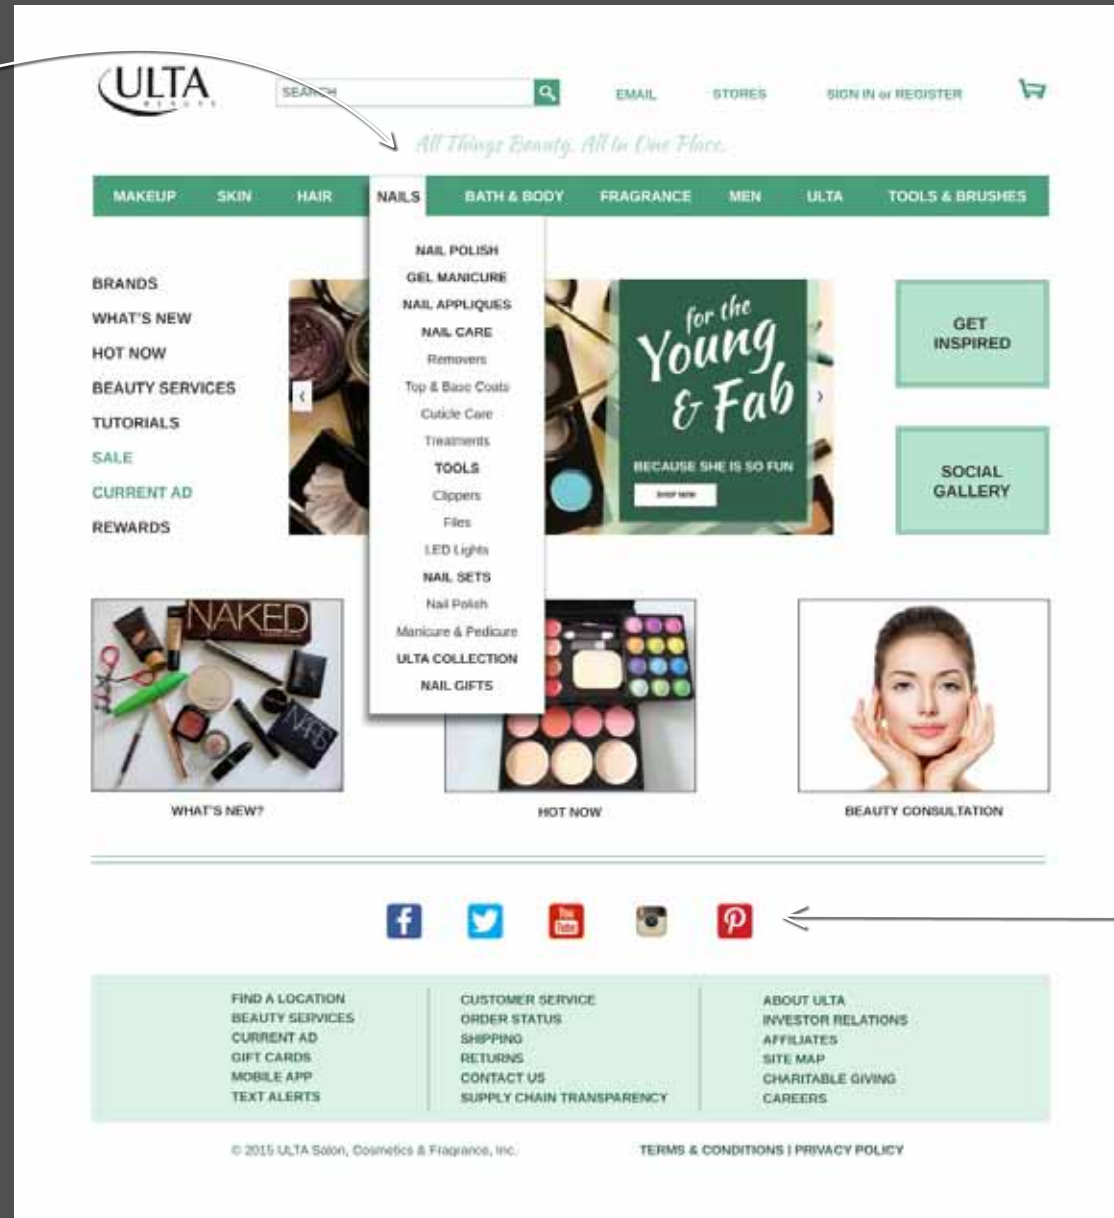 ULTA
BEAUTY
SEARCH
EMAIL
STORES
SIGN IN or REGISTER
All Things Beauty. All In One Place.
MAKEUP
SKIN
HAIR
NAILS
BATH & BODY
FRAGRANCE
MEN
ULTA
TOOLS & BRUSHES
NAIL POLISH
GEL MANICURE
NAIL APPLIQUES
NAIL CARE
Removers
Top & Base Coats
Cuticle Care
Treatments
TOOLS
Clippers
Files
LED Lights
NAIL SETS
Nail Polish
Manicure & Pedicure
ULTA COLLECTION
NAIL GIFTS
BRANDS
WHAT'S NEW
HOT NOW
BEAUTY SERVICES
TUTORIALS
SALE
CURRENT AD
REWARDS
for the
Young
& Fab
BECAUSE SHE IS SO FUN
SHOP NOW
GET
INSPIRED
SOCIAL
GALLERY
NAKED
NARS
WHAT'S NEW?
HOT NOW
BEAUTY CONSULTATION
You
Tube
FIND A LOCATION
BEAUTY SERVICES
CURRENT AD
GIFT CARDS
MOBILE APP
TEXT ALERTS
CUSTOMER SERVICE
ORDER STATUS
SHIPPING
RETURNS
CONTACT US
SUPPLY CHAIN TRANSPARENCY
ABOUT ULTA
INVESTOR RELATIONS
AFFILIATES
SITE MAP
CHARITABLE GIVING
CAREERS
© 2015 ULTA Salon, Cosmetics & Fragrance, Inc.
TERMS & CONDITIONS | PRIVACY POLICY